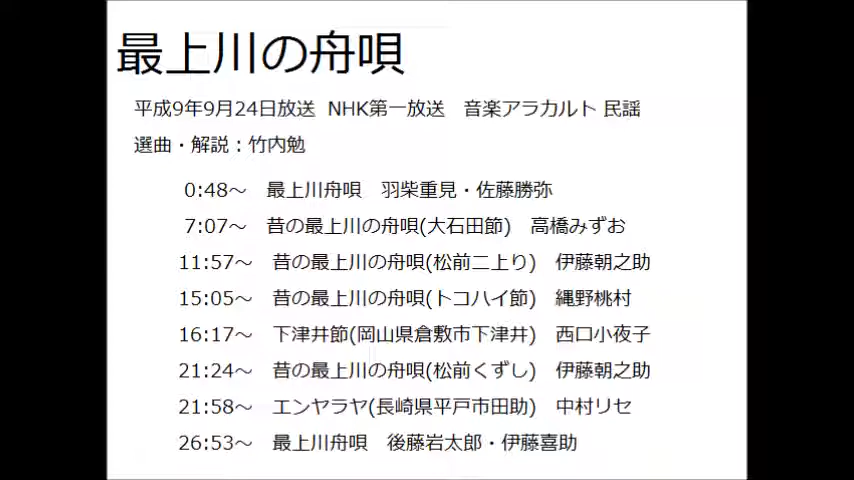 最上川の舟唄
平成9年9月24日放送 NHK第一放送 音楽アラカルト 民謡
選曲・解説：竹内勉
0:48～ 最上川舟唄 羽柴重見・佐藤勝弥
7:07～ 昔の最上川の舟唄(大石田節) 高橋みずお
11:57～ 昔の最上川の舟唄(松前二上り) 伊藤朝之助
15:05～ 昔の最上川の舟唄(トコハイ節) 縄野桃村
16:17～ 下津井節(岡山県倉敷市下津井) 西口小夜子
21:24～ 昔の最上川の舟唄(松前くずし) 伊藤朝之助
21:58～ エンヤラヤ(長崎県平戸市田助) 中村リセ
26:53～ 最上川舟唄 後藤岩太郎・伊藤喜助